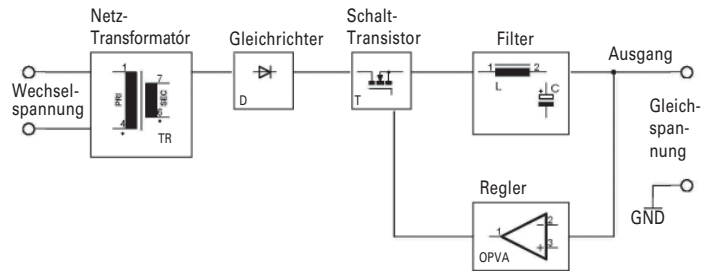 Netz-
Transformatór
Gleichrichter
Schalt-
Transistor
Filter
Ausgang
Wechsel-
spannung
1
7
PRI
SEC
4
TR
D
T
1
2
L
+
C
Gleich-
span-
nung
GND
Regler
2
1
3
-
+
OPVA